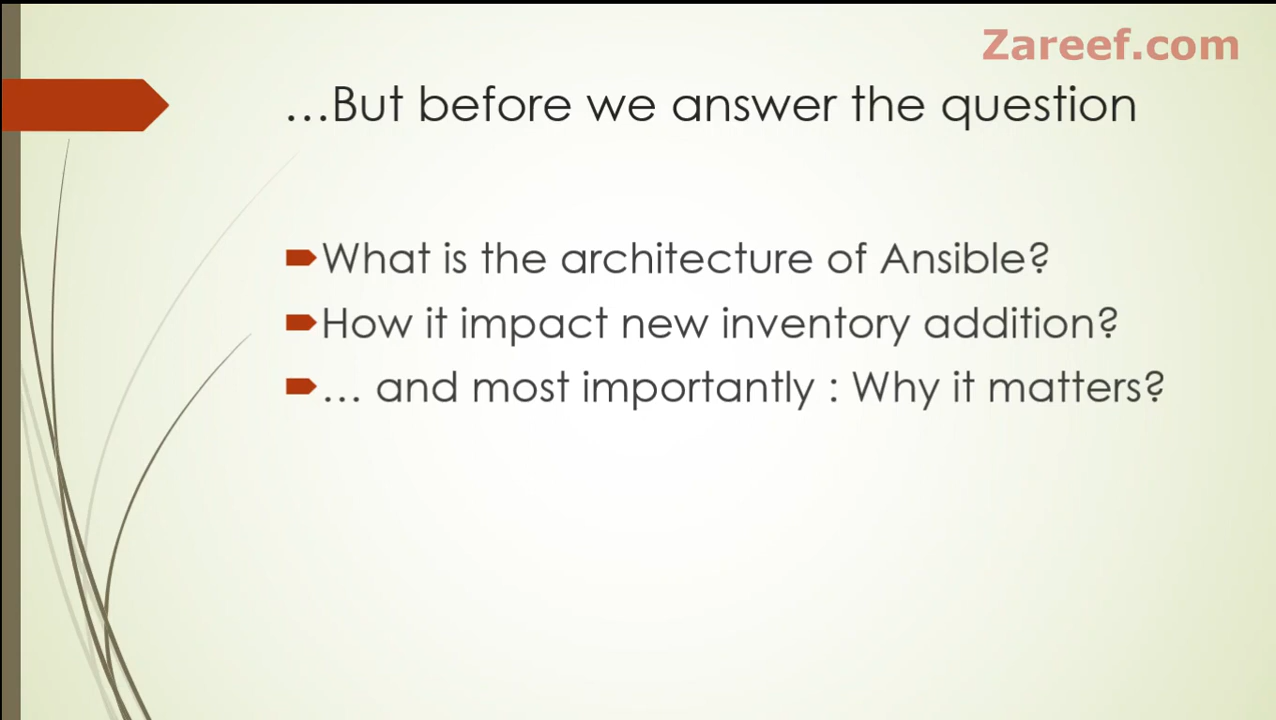 Zareef.com
...But before we answer the question
What is the architecture of Ansible?
How it impact new inventory addition?
... and most importantly : Why it matters?